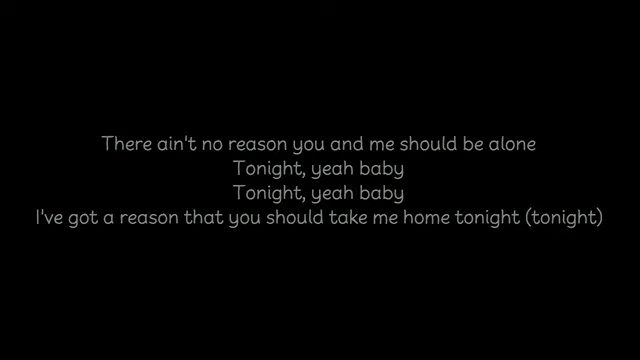 There ain't no reason you and me should be alone
Tonight, yeah baby
Tonight, yeah baby
I've got a reason that you should take me home tonight (tonight)